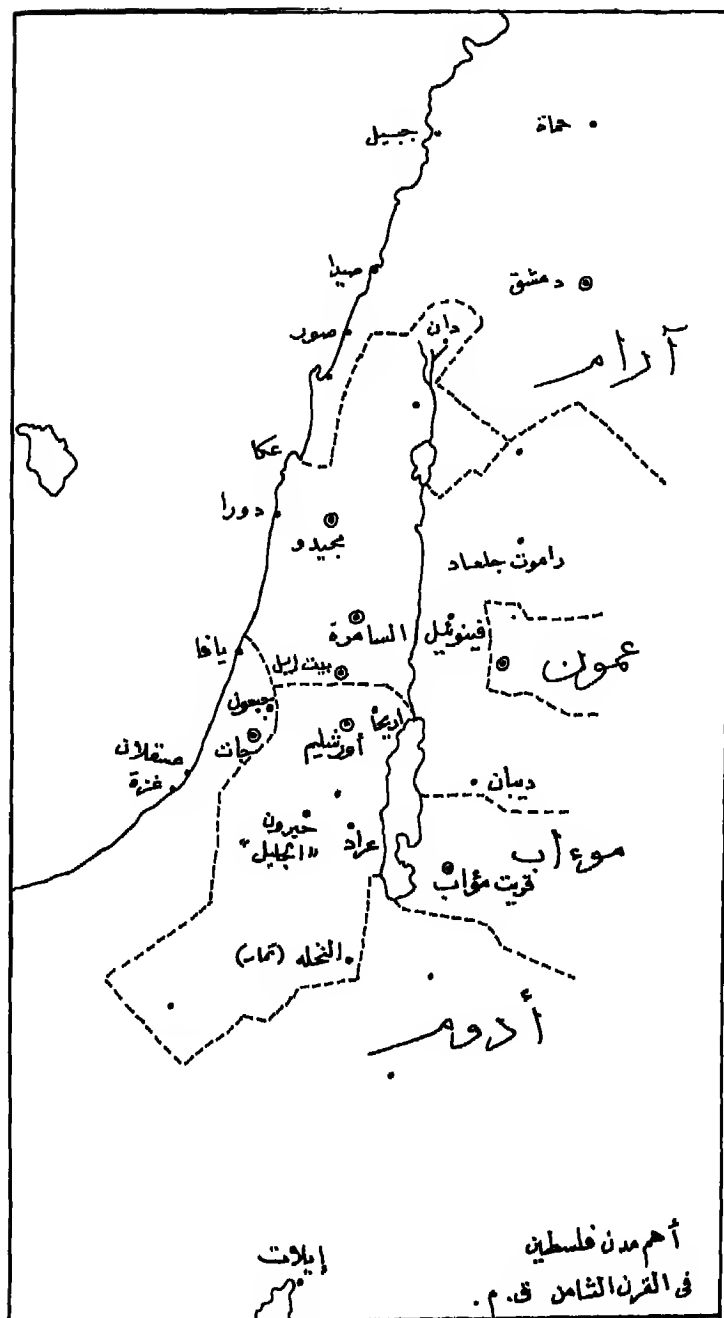 جبيل
حماة
صيدا
دمشق
صور
دان
آرام
عكا
دورا
مجيدو
راموت جلعاد
فينوئيل
السامرة
عمون
يافا
بيت إيل
جبعون
أريحا
أورشليم
جات
عسقلان
غزة
ديبان
حبرون
"الخليل"
عراد
موءاب
قريت مؤاب
النخله (تمار)
أدوم
إيلات
أهم مدن فلسطين
فى القرن الثامن ق. م.